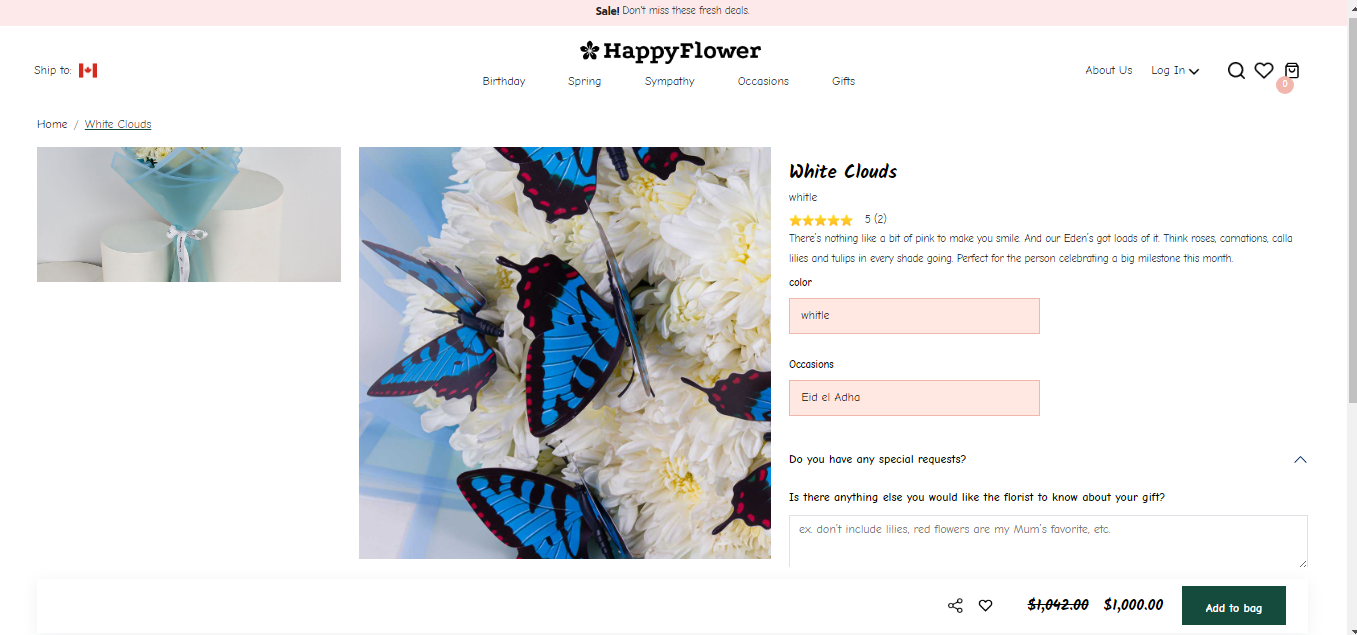 Sale! Don't miss these fresh deals.
HappyFlower
Ship to:
Birthday Spring Sympathy Occasions Gifts
About Us Log In
0
Home / White Clouds
White Clouds
whitle
5 (2)
There's nothing like a bit of pink to make you smile. And our Eden's got loads of it. Think roses, carnations, calla
lilies and tulips in every shade going. Perfect for the person celebrating a big milestone this month.
color
whitle
Occasions
Eid el Adha
Do you have any special requests?
Is there anything else you would like the florist to know about your gift?
ex. don't include lilies, red flowers are my Mum's favorite, etc.
$1,042.00 $1,000.00 Add to bag